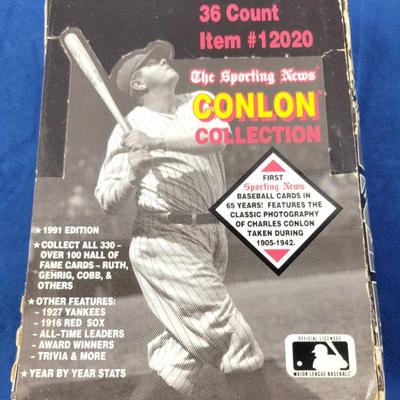 36 Count
Item #12020
The Sporting News
CONLON
COLLECTION
FIRST
Sporting News
BASEBALL CARDS IN
65 YEARS! FEATURES THE
CLASSIC PHOTOGRAPHY
OF CHARLES CONLON
TAKEN DURING
1905-1942.
★ 1991 EDITION
★ COLLECT ALL 330 –
OVER 100 HALL OF
FAME CARDS – RUTH,
GEHRIG, COBB, &
OTHERS
★ OTHER FEATURES:
- 1927 YANKEES
- 1916 RED SOX
- ALL-TIME LEADERS
- AWARD WINNERS
- TRIVIA & MORE
★ YEAR BY YEAR STATS
OFFICIAL LICENSEE
MAJOR LEAGUE BASEBALL